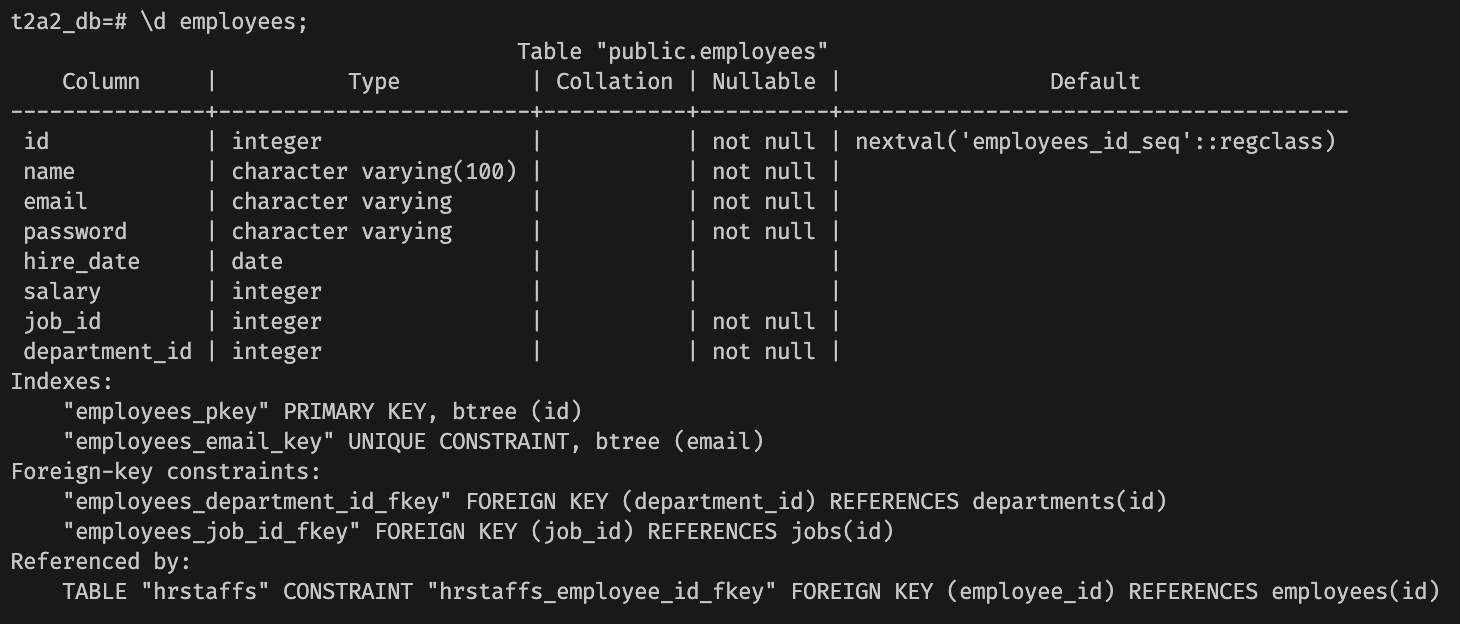 t2a2_db=# \d employees;
                                       Table "public.employees"
    Column     |          Type          | Collation | Nullable |                Default
---------------+------------------------+-----------+----------+---------------------------------------
 id            | integer                |           | not null | nextval('employees_id_seq'::regclass)
 name          | character varying(100) |           | not null |
 email         | character varying      |           | not null |
 password      | character varying      |           | not null |
 hire_date     | date                   |           |          |
 salary        | integer                |           |          |
 job_id        | integer                |           | not null |
 department_id | integer                |           | not null |
Indexes:
    "employees_pkey" PRIMARY KEY, btree (id)
    "employees_email_key" UNIQUE CONSTRAINT, btree (email)
Foreign-key constraints:
    "employees_department_id_fkey" FOREIGN KEY (department_id) REFERENCES departments(id)
    "employees_job_id_fkey" FOREIGN KEY (job_id) REFERENCES jobs(id)
Referenced by:
    TABLE "hrstaffs" CONSTRAINT "hrstaffs_employee_id_fkey" FOREIGN KEY (employee_id) REFERENCES employees(id)